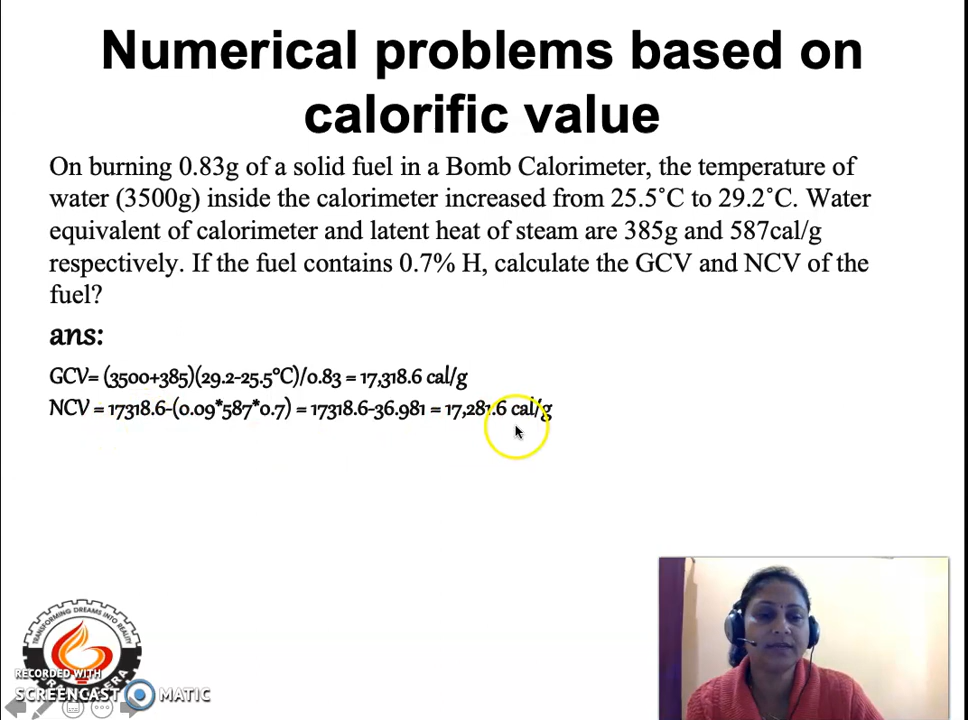 Numerical problems based on
calorific value
On burning 0.83g of a solid fuel in a Bomb Calorimeter, the temperature of
water (3500g) inside the calorimeter increased from 25.5˚C to 29.2˚C. Water
equivalent of calorimeter and latent heat of steam are 385g and 587cal/g
respectively. If the fuel contains 0.7% H, calculate the GCV and NCV of the
fuel?
ans:
GCV= (3500+385)(29.2-25.5°C)/0.83 = 17,318.6 cal/g
NCV = 17318.6-(0.09*587*0.7) = 17318.6-36.981 = 17,281.6 cal/g
TRANSFORMING DREAMS INTO REALITY
RECORDED WITH
SCREENCAST MATIC